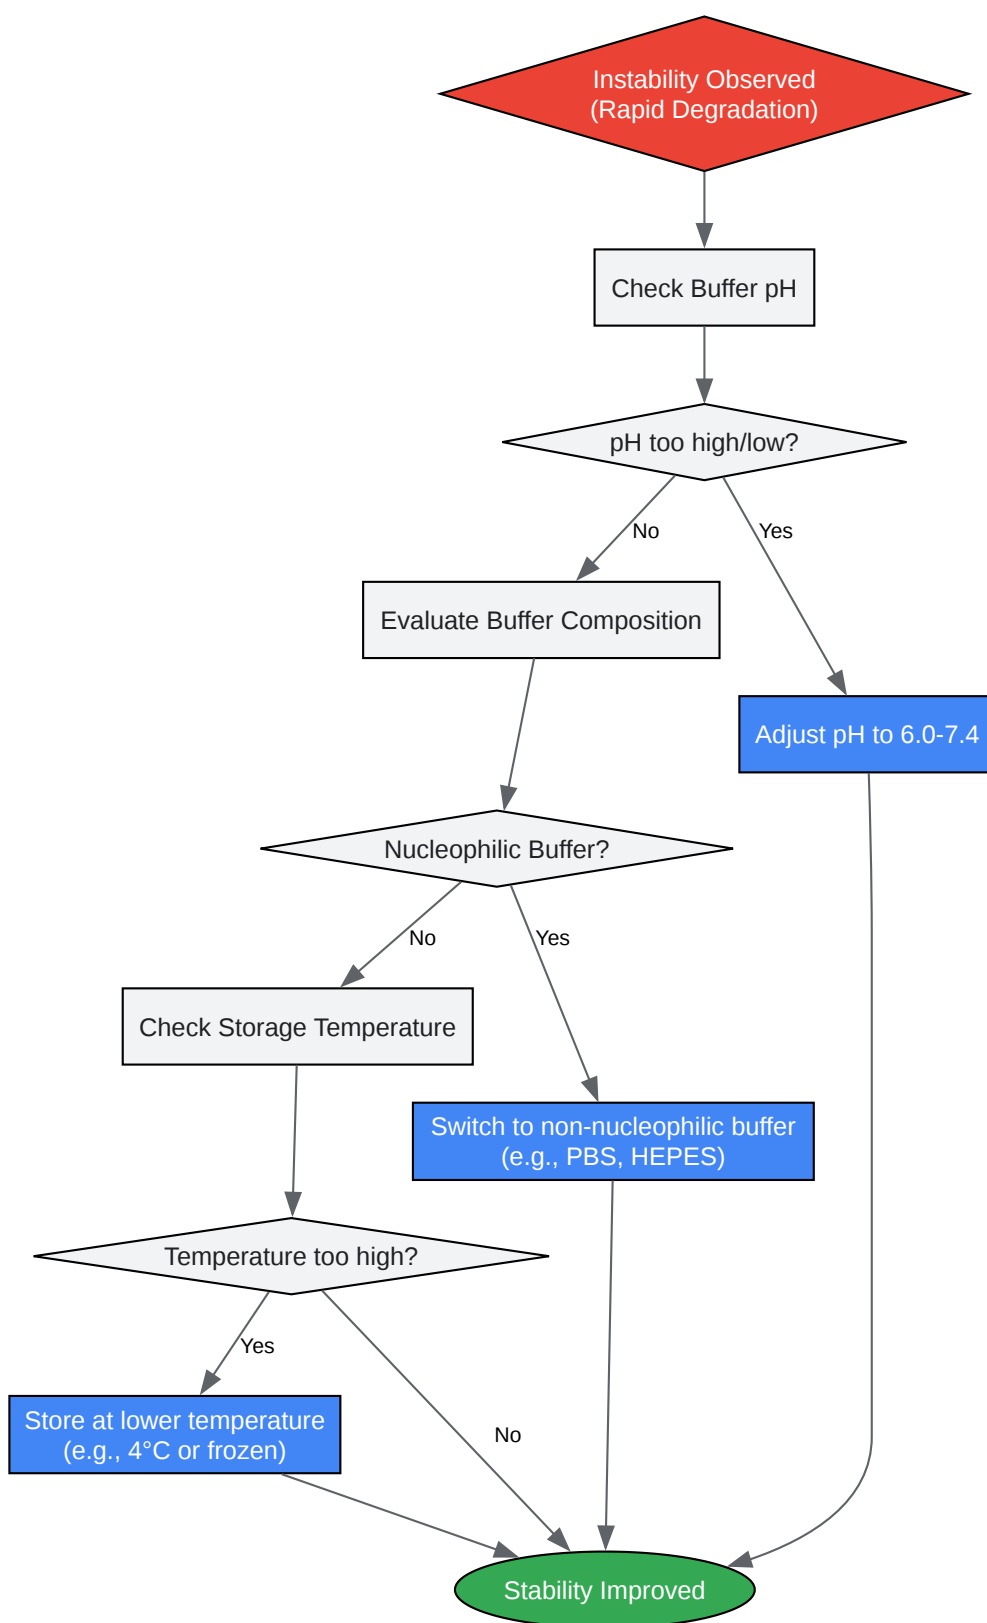 Instability Observed
(Rapid Degradation)
Check Buffer pH
pH too high/low?
No
Yes
Evaluate Buffer Composition
Adjust pH to 6.0-7.4
Nucleophilic Buffer?
No
Yes
Check Storage Temperature
Switch to non-nucleophilic buffer
(e.g., PBS, HEPES)
Temperature too high?
Yes
Store at lower temperature
(e.g., 4°C or frozen)
No
Stability Improved